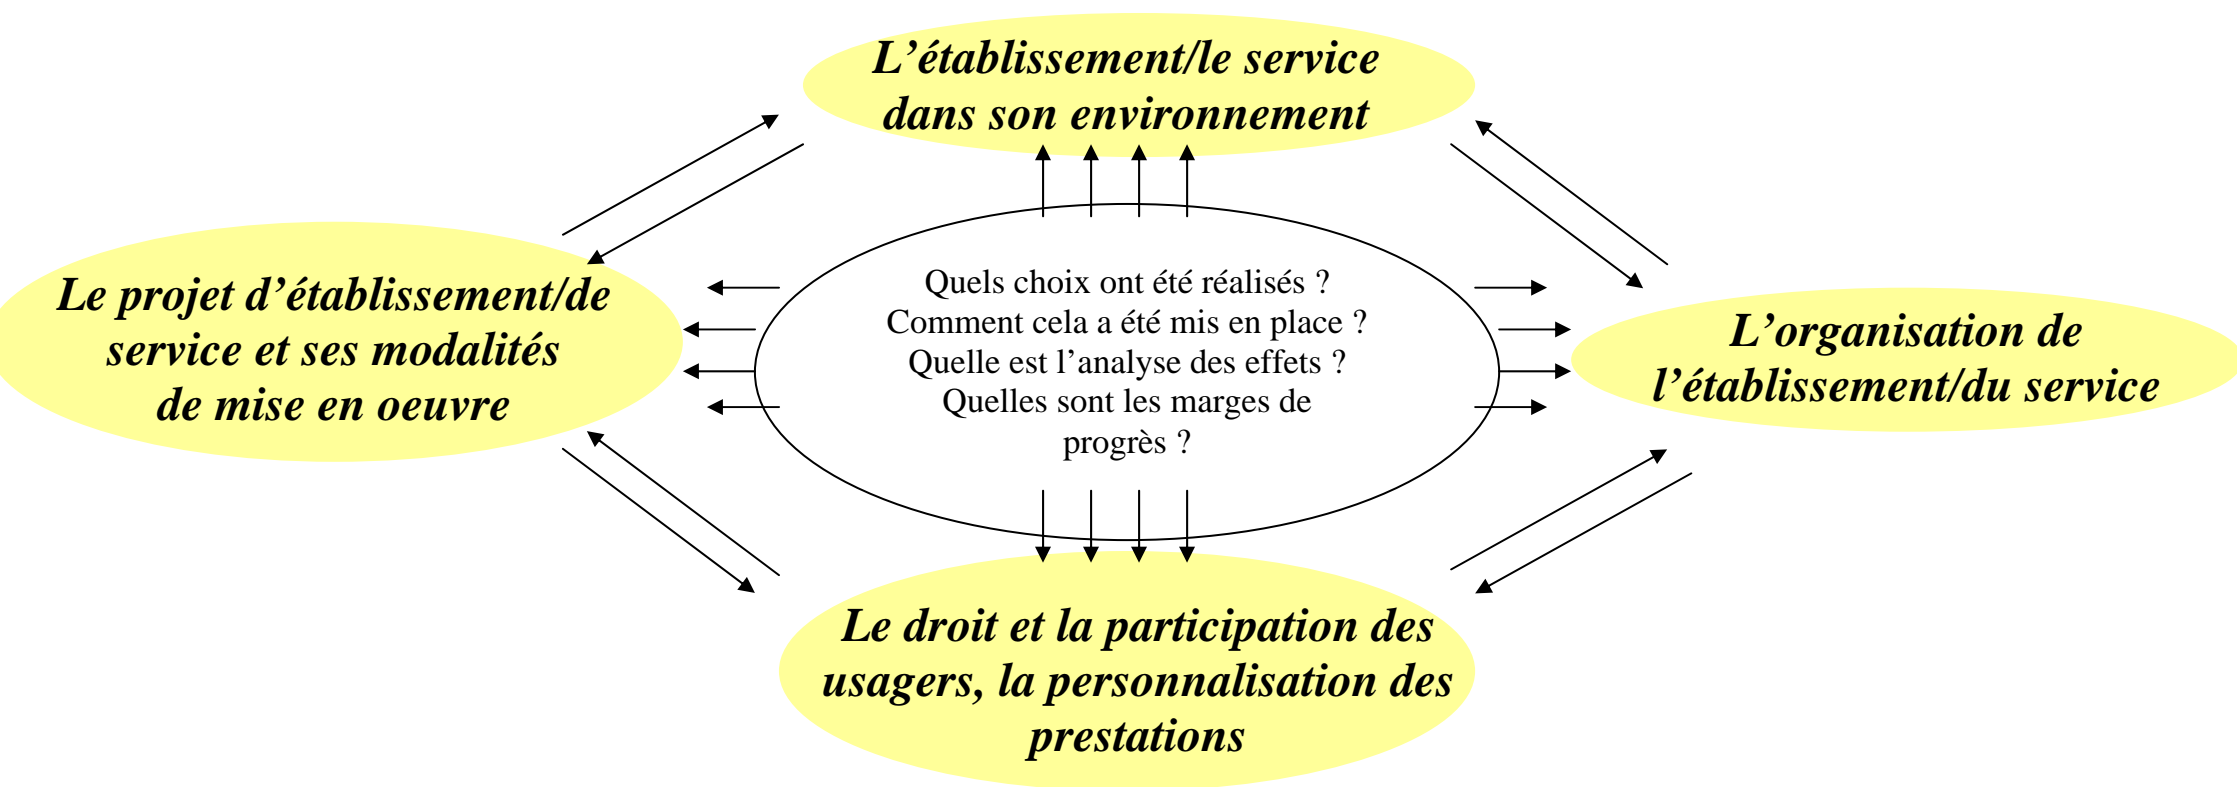 L’établissement/le service
dans son environnement
Le projet d’établissement/de
service et ses modalités
de mise en oeuvre
Quels choix ont été réalisés ?
Comment cela a été mis en place ?
Quelle est l’analyse des effets ?
Quelles sont les marges de
progrès ?
L’organisation de
l’établissement/du service
Le droit et la participation des
usagers, la personnalisation des
prestations